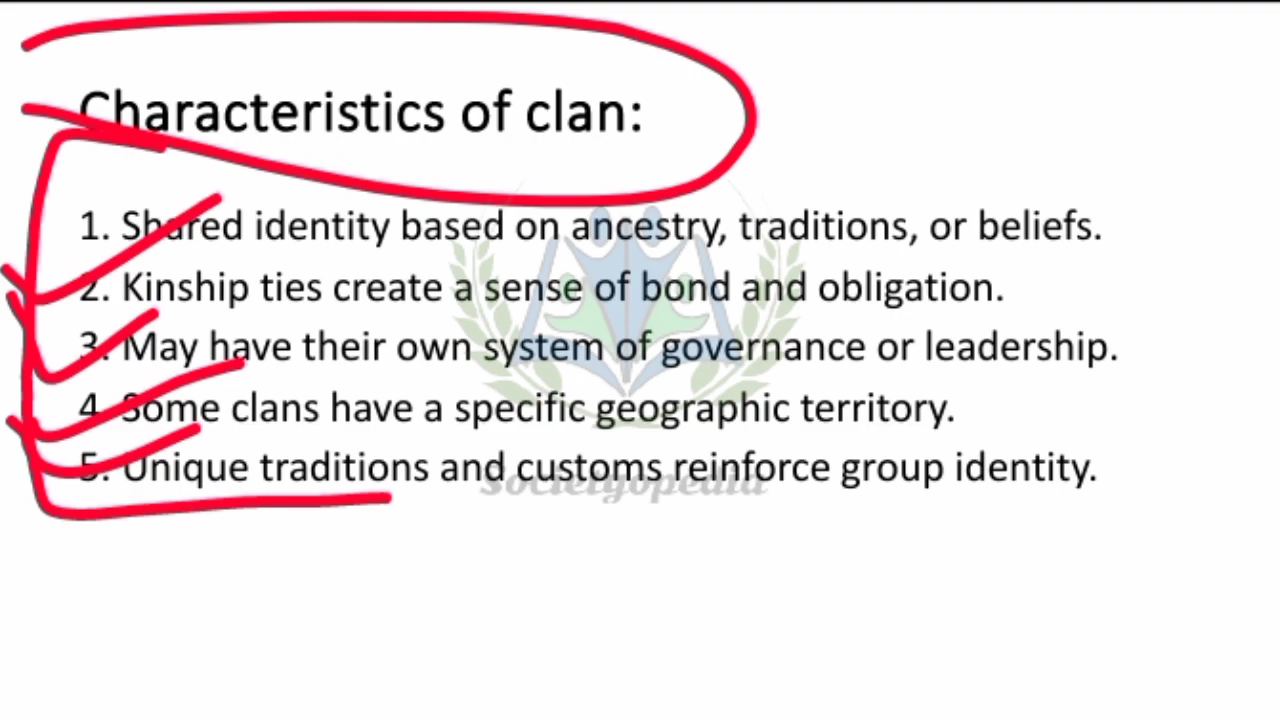 Characteristics of clan:
1. Shared identity based on ancestry, traditions, or beliefs.
2. Kinship ties create a sense of bond and obligation.
3. May have their own system of governance or leadership.
4. Some clans have a specific geographic territory.
5. Unique traditions and customs reinforce group identity.
Societyopedia